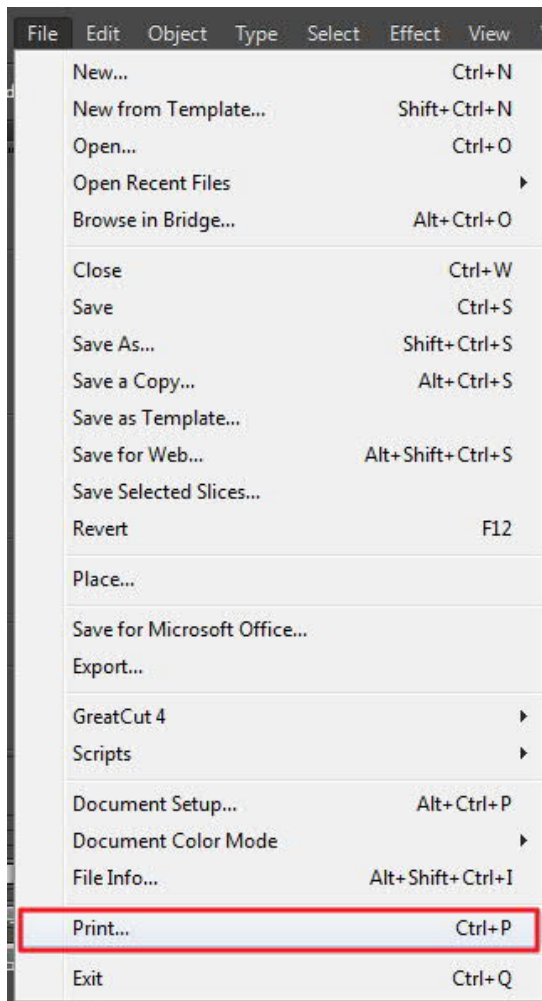 File Edit Object Type Select Effect View
New... Ctrl+N
New from Template... Shift+Ctrl+N
Open... Ctrl+O
Open Recent Files
Browse in Bridge... Alt+Ctrl+O
Close Ctrl+W
Save Ctrl+S
Save As... Shift+Ctrl+S
Save a Copy... Alt+Ctrl+S
Save as Template...
Save for Web... Alt+Shift+Ctrl+S
Save Selected Slices...
Revert F12
Place...
Save for Microsoft Office...
Export...
GreatCut 4
Scripts
Document Setup... Alt+Ctrl+P
Document Color Mode
File Info... Alt+Shift+Ctrl+I
Print... Ctrl+P
Exit Ctrl+Q